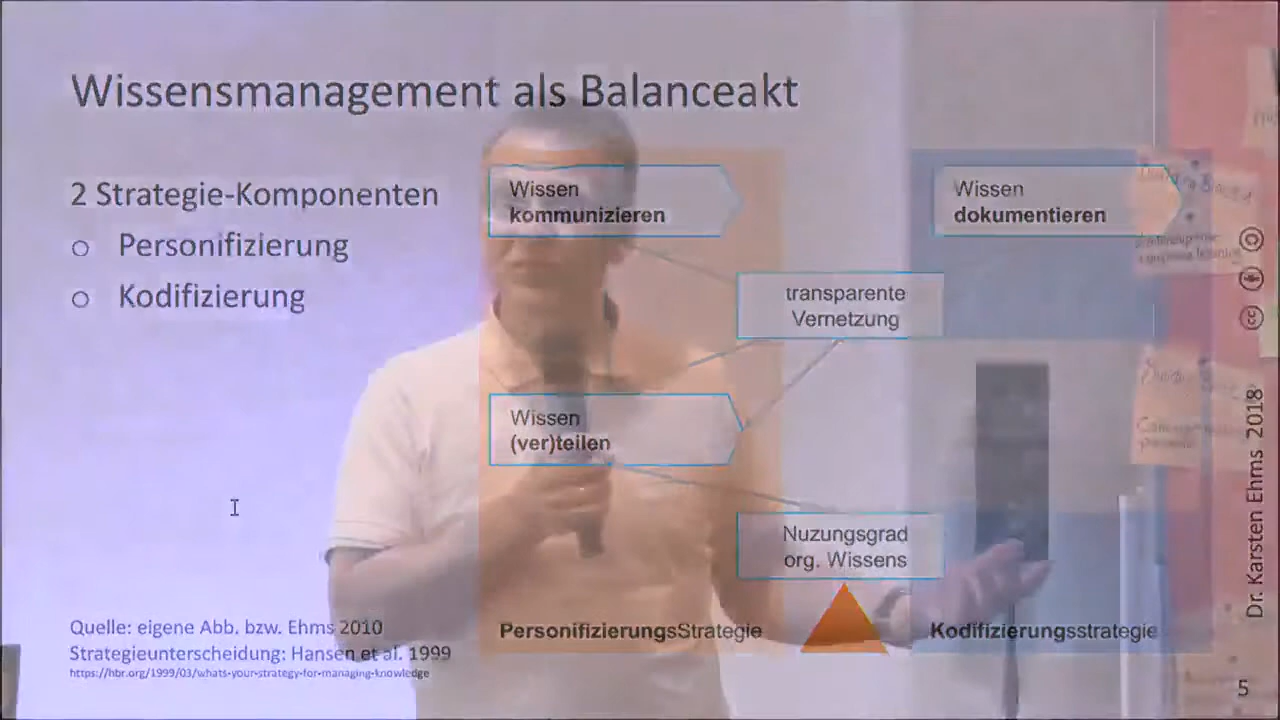 Wissensmanagement als Balanceakt
2 Strategie-Komponenten
o Personifizierung
o Kodifizierung
Wissen
kommunizieren
Wissen
dokumentieren
transparente
Vernetzung
Wissen
(ver)teilen
Nuzungsgrad
org. Wissens
PersonifizierungsStrategie
Kodifizierungsstrategie
Quelle: eigene Abb. bzw. Ehms 2010
Strategieunterscheidung: Hansen et al. 1999
https://hbr.org/1999/03/whats-your-strategy-for-managing-knowledge
Dr. Karsten Ehms 2018
5